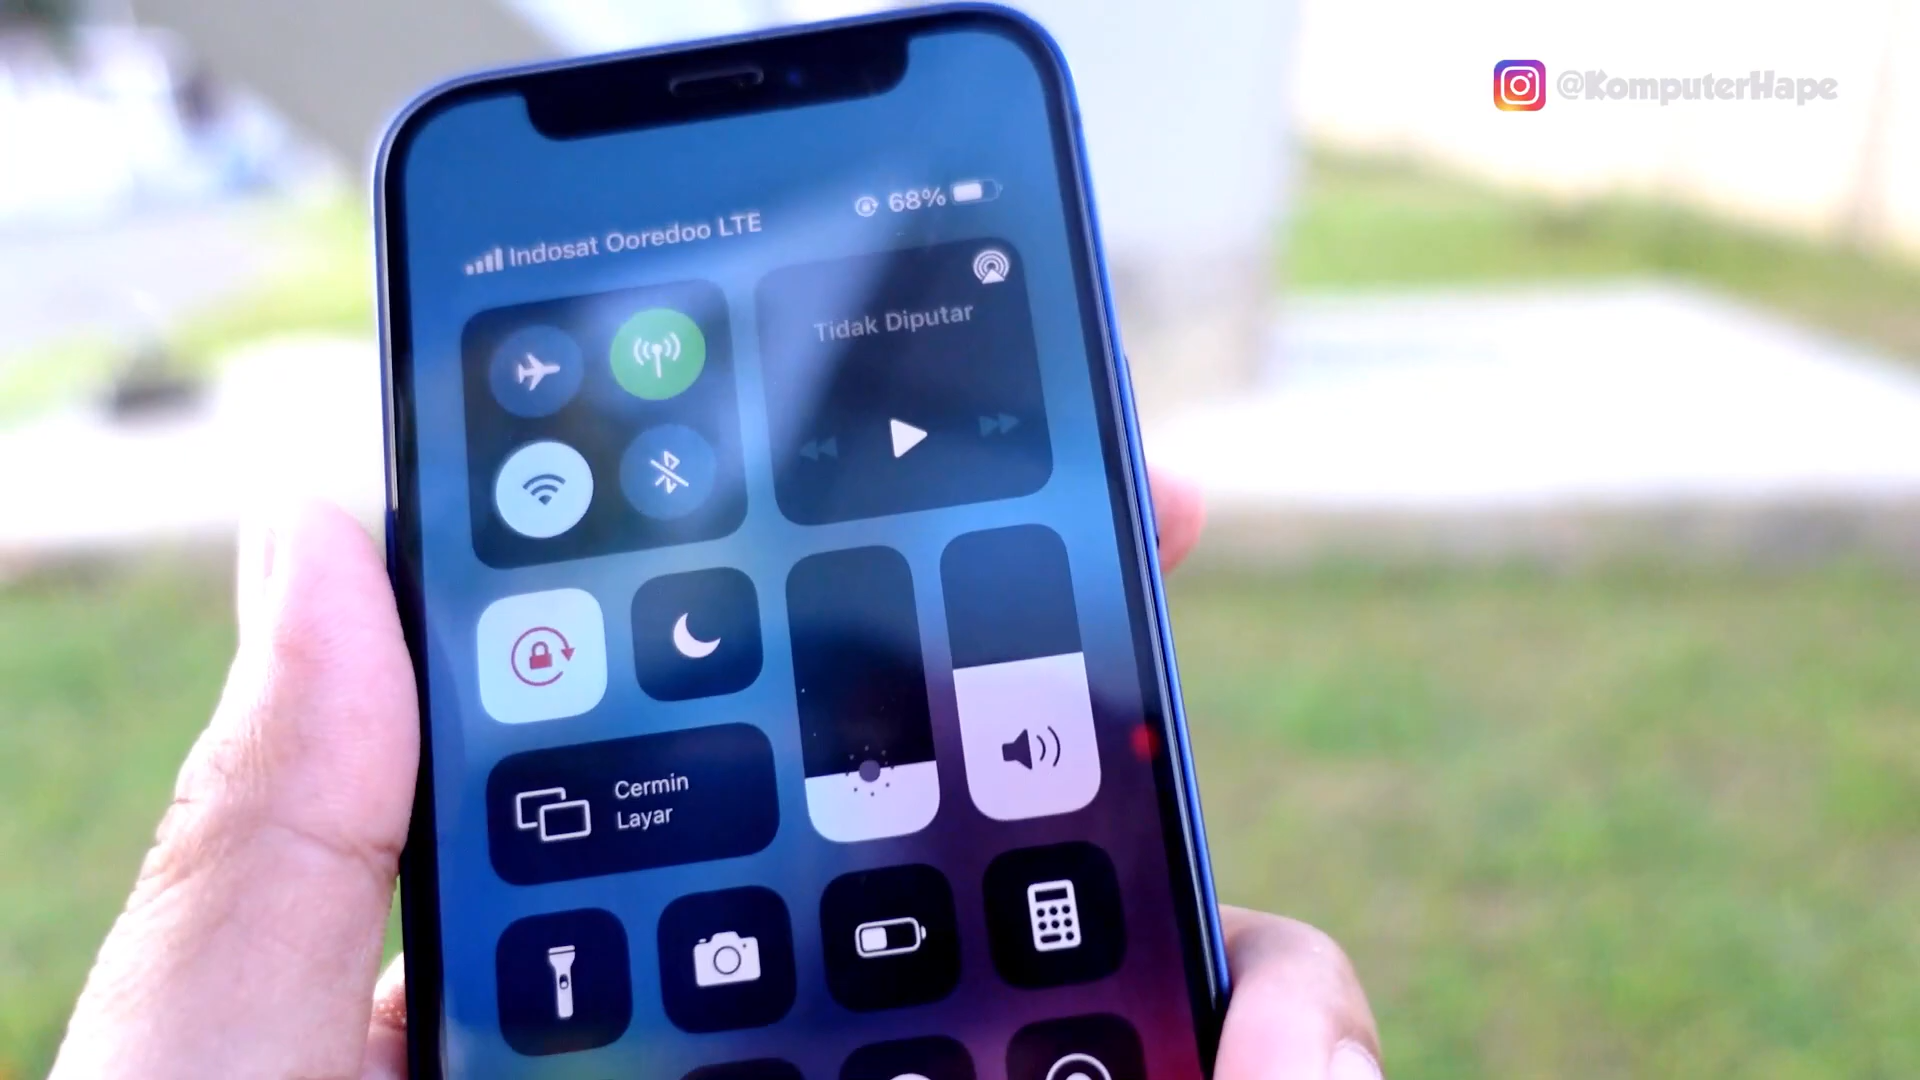 @KomputerHape
68%
Indosat Ooredoo LTE
Tidak Diputar
Cermin
Layar